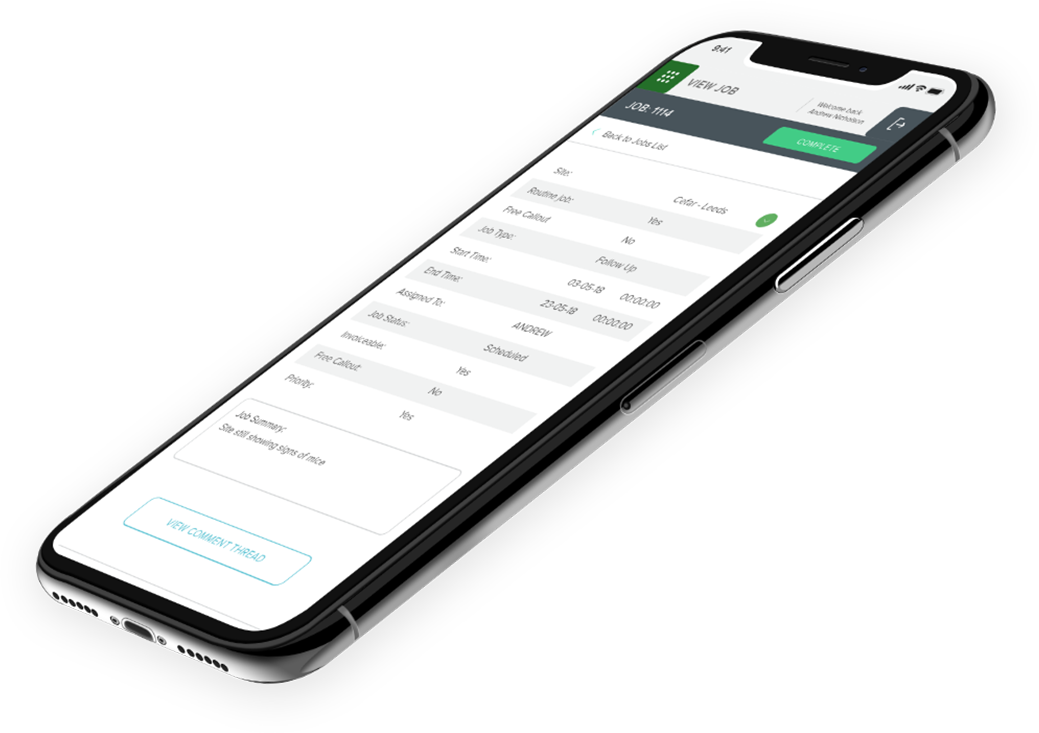 9:41
VIEW JOB
Welcome back
Andrew Nicholson
JOB: 1114
COMPLETE
Back to Jobs List
Site: Cefar - Leeds
Routine Job: Yes
Free Callout No
Job Type: Follow Up
Start Time: 03-05-18 00:00:00
End Time: 23-05-18 00:00:00
Assigned To: ANDREW
Job Status: Scheduled
Invoiceable: Yes
Free Callout: No
Priority: Yes
Job Summary:
Site still showing signs of mice
VIEW COMMENT THREAD